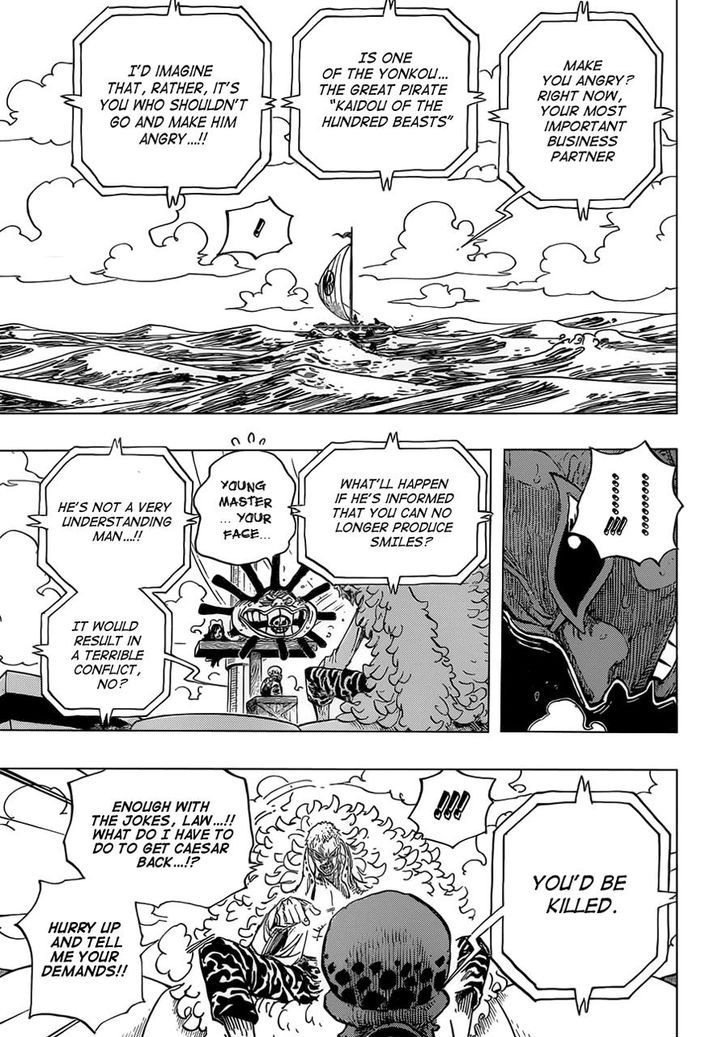 MAKE
YOU ANGRY?
RIGHT NOW,
YOUR MOST
IMPORTANT
BUSINESS
PARTNER
IS ONE
OF THE YONKOU...
THE GREAT PIRATE
"KAIDOU OF THE
HUNDRED BEASTS"
I'D IMAGINE
THAT, RATHER, IT'S
YOU WHO SHOULDN'T
GO AND MAKE HIM
ANGRY....!!
!
............ ............!!!
WHAT'LL HAPPEN
IF HE'S INFORMED
THAT YOU CAN NO
LONGER PRODUCE
SMILES?
YOUNG
MASTER
... YOUR
FACE...
HE'S NOT A VERY
UNDERSTANDING
MAN....!!
IT WOULD
RESULT IN
A TERRIBLE
CONFLICT,
NO?
YOU'D BE
KILLED.
!!!
ENOUGH WITH
THE JOKES, LAW...!!
WHAT DO I HAVE TO
DO TO GET CAESAR
BACK...!?
HURRY UP
AND TELL
ME YOUR
DEMANDS!!